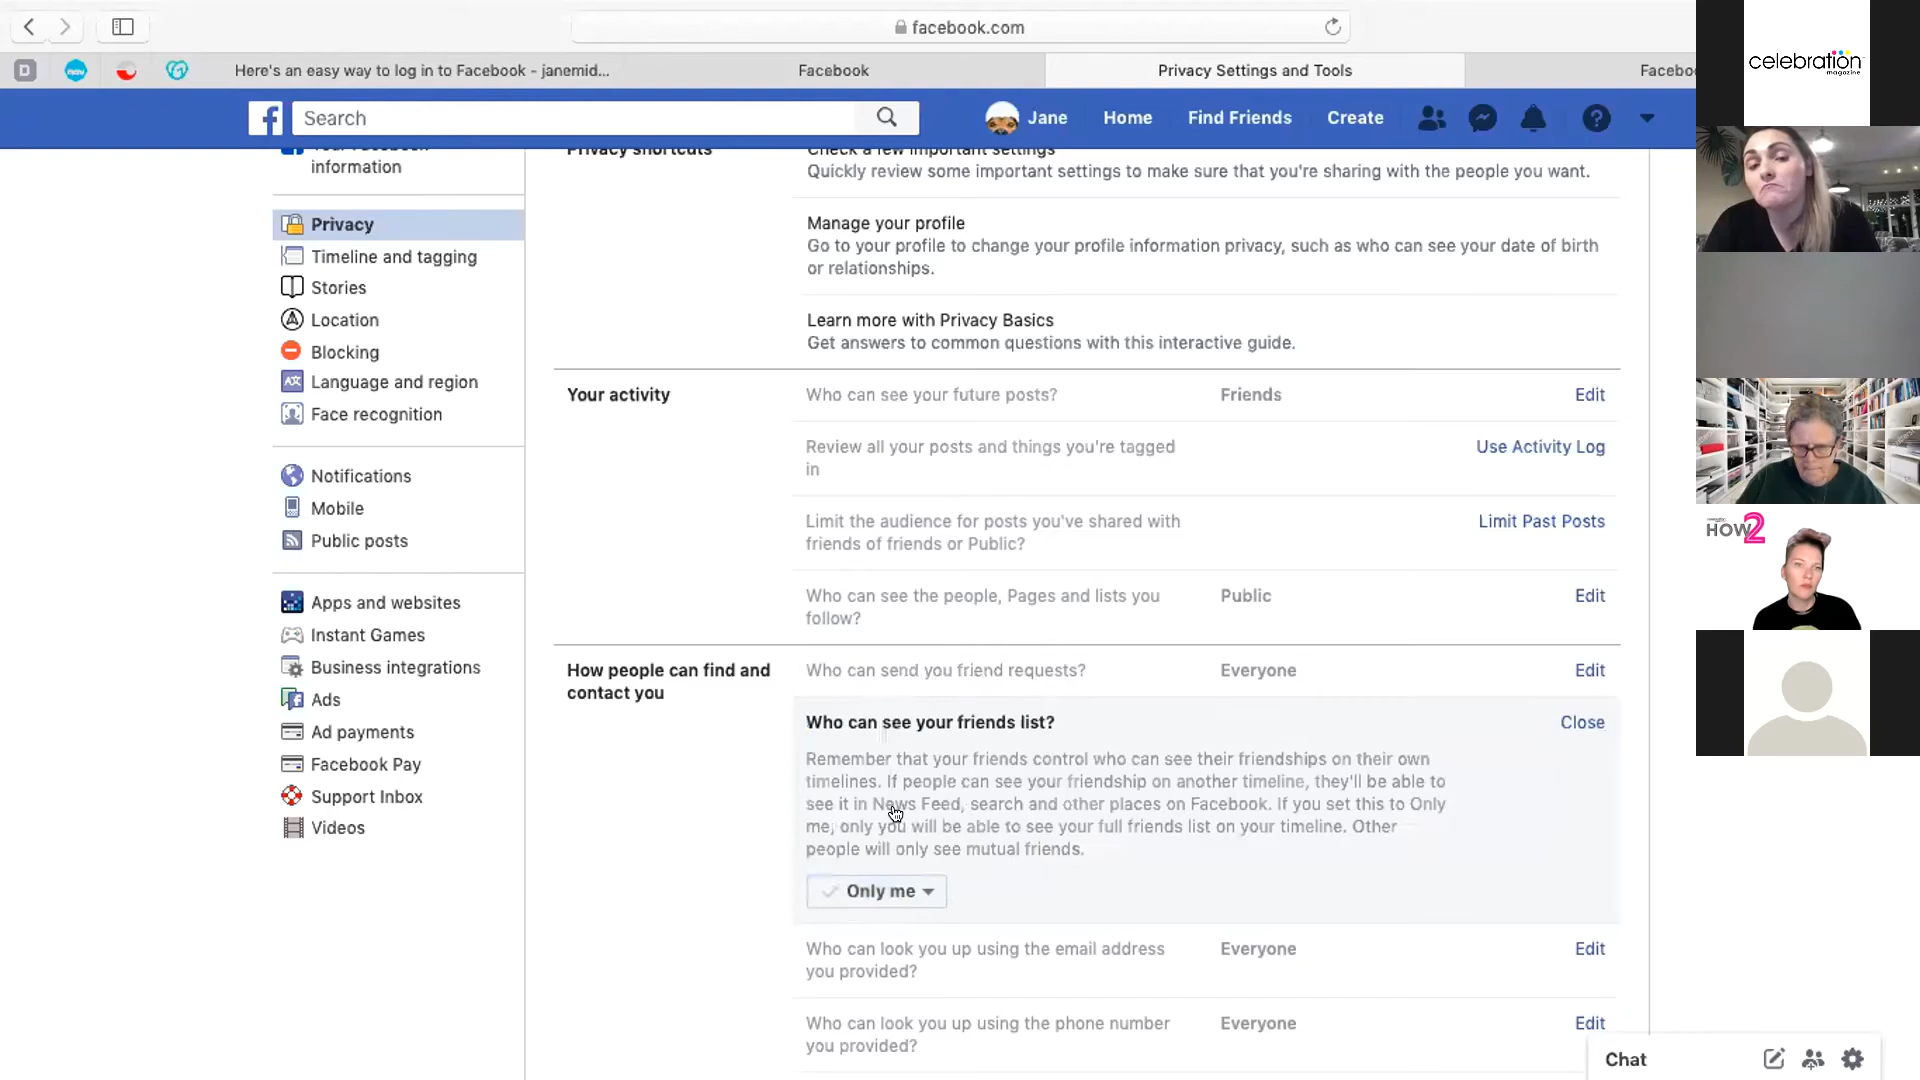 facebook.com
D
nav
Here's an easy way to log in to Facebook - janemid...
Facebook
Privacy Settings and Tools
Facebo
celebration
magazine
Search
Jane
Home
Find Friends
Create
Your Facebook
information
Privacy
Timeline and tagging
Stories
Location
Blocking
Language and region
Face recognition
Notifications
Mobile
Public posts
Apps and websites
Instant Games
Business integrations
Ads
Ad payments
Facebook Pay
Support Inbox
Videos
Privacy shortcuts
Check a few important settings
Quickly review some important settings to make sure that you're sharing with the people you want.
Manage your profile
Go to your profile to change your profile information privacy, such as who can see your date of birth
or relationships.
Learn more with Privacy Basics
Get answers to common questions with this interactive guide.
Your activity
Who can see your future posts?
Friends
Edit
Review all your posts and things you're tagged
in
Use Activity Log
Limit the audience for posts you've shared with
friends of friends or Public?
Limit Past Posts
Who can see the people, Pages and lists you
follow?
Public
Edit
How people can find and
contact you
Who can send you friend requests?
Everyone
Edit
Who can see your friends list?
Close
Remember that your friends control who can see their friendships on their own
timelines. If people can see your friendship on another timeline, they'll be able to
see it in News Feed, search and other places on Facebook. If you set this to Only
me, only you will be able to see your full friends list on your timeline. Other
people will only see mutual friends.
Only me
Who can look you up using the email address
you provided?
Everyone
Edit
Who can look you up using the phone number
you provided?
Everyone
Edit
HOW2
Chat